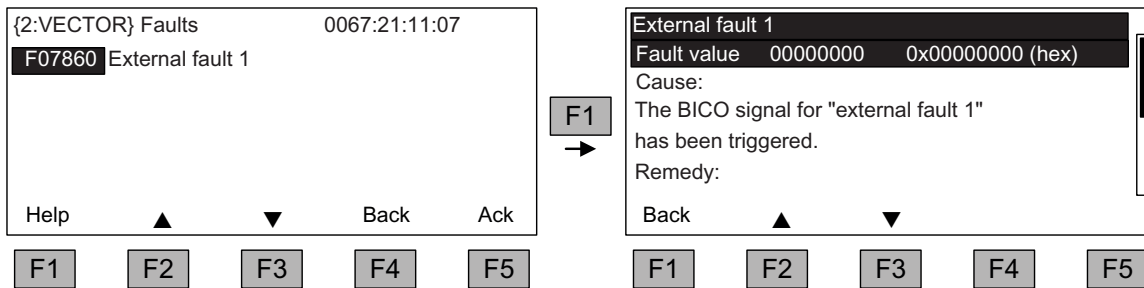 {2:VECTOR} Faults 0067:21:11:07
F07860 External fault 1
Help ▲ ▼ Back Ack
F1 F2 F3 F4 F5
F1
External fault 1
Fault value 00000000 0x00000000 (hex)
Cause:
The BICO signal for "external fault 1"
has been triggered.
Remedy:
Back ▲ ▼
F1 F2 F3 F4 F5